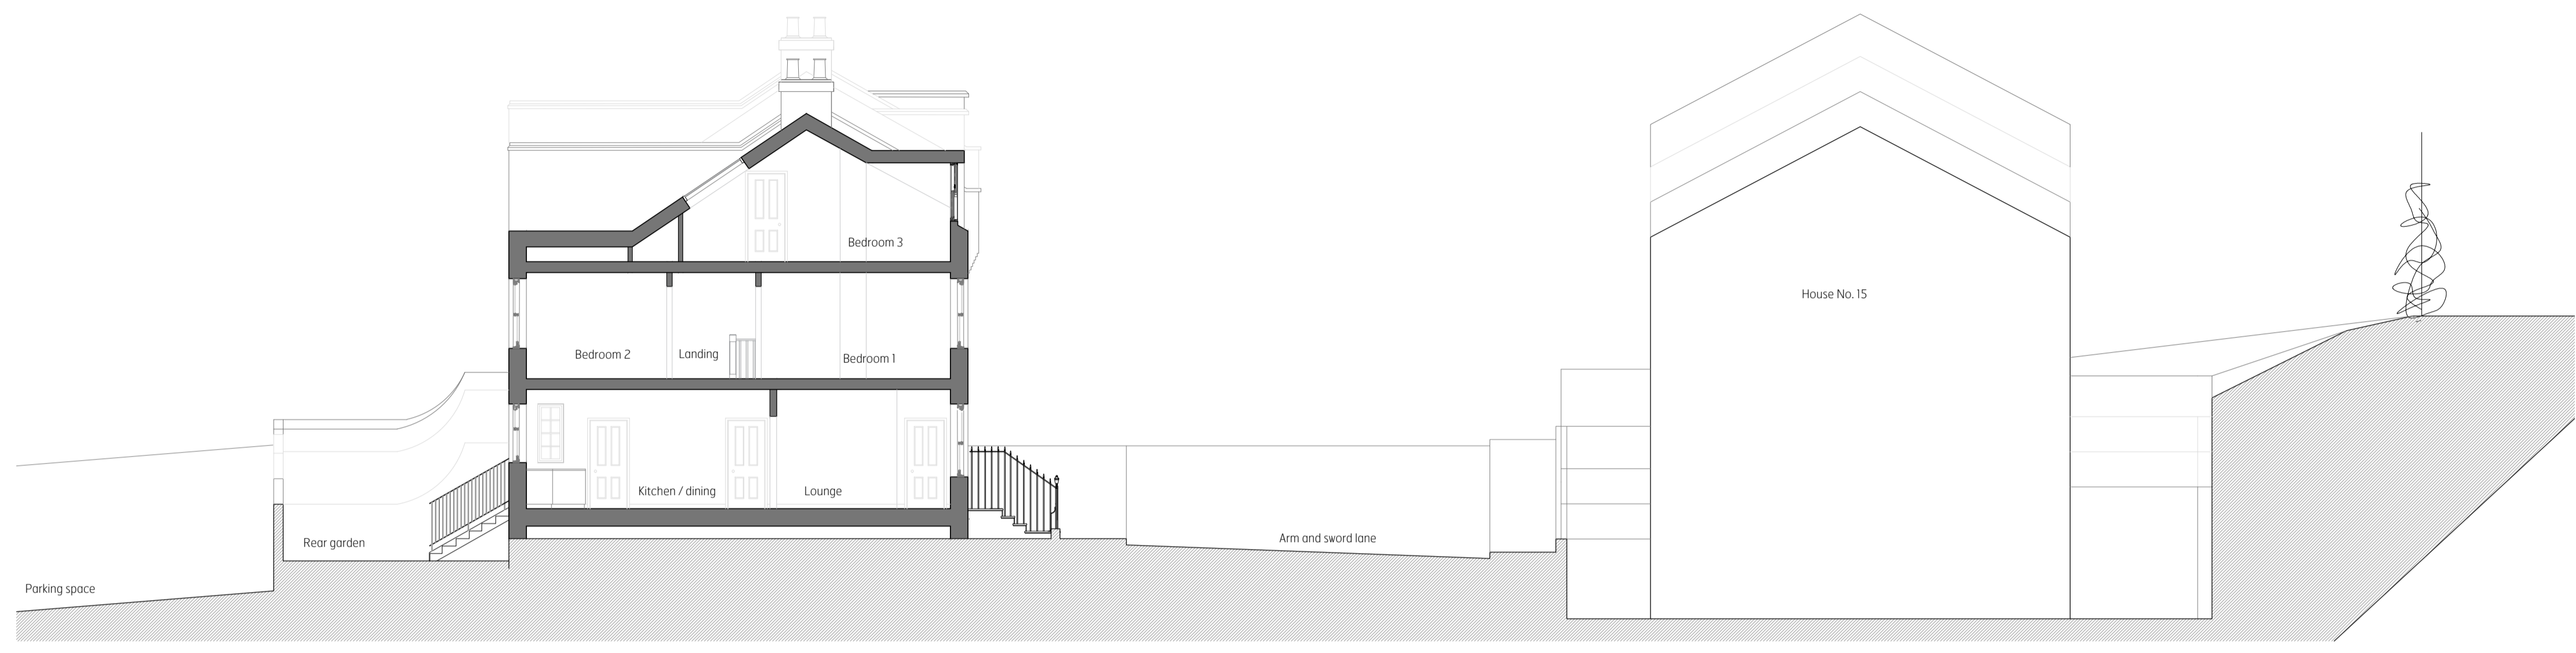 Bedroom 3
House No. 15
Bedroom 2
Landing
Bedroom 1
Kitchen / dining
Lounge
Rear garden
Arm and sword lane
Parking space